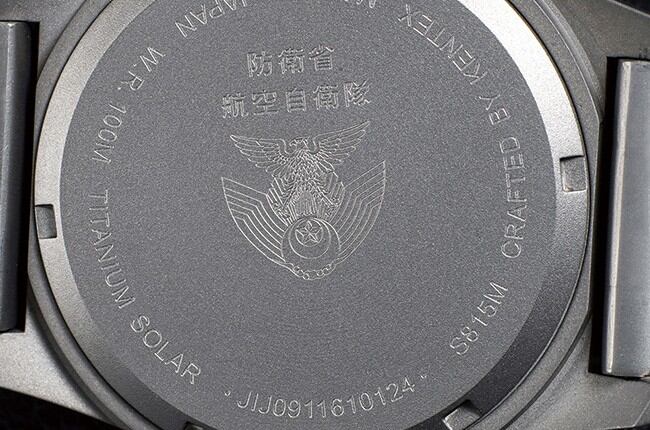 防衛省
航空自衛隊
JAPAN W.R. 100M TITANIUM SOLAR · JIJ0911610124 · S815M CRAFTED BY KENTEX